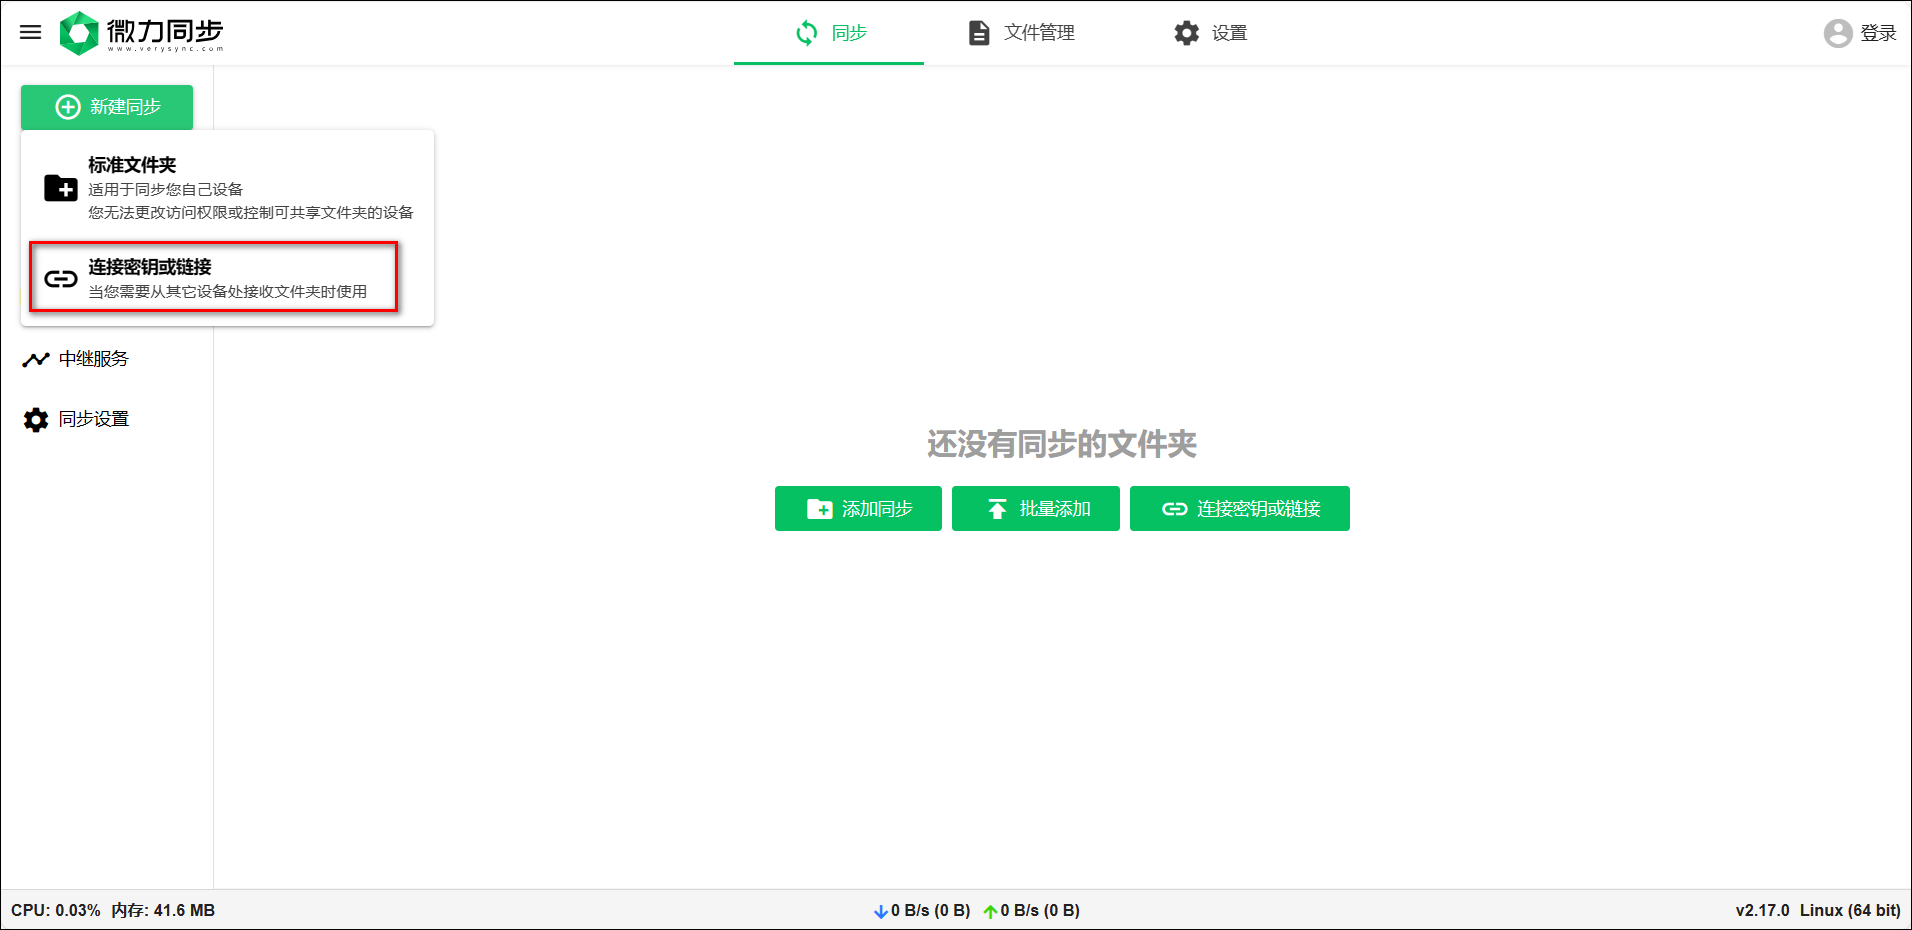 微力同步
www.verysync.com
同步
文件管理
设置
登录
新建同步
标准文件夹
适用于同步您自己设备
您无法更改访问权限或控制可共享文件夹的设备
连接密钥或链接
当您需要从其它设备处接收文件夹时使用
中继服务
同步设置
还没有同步的文件夹
添加同步
批量添加
连接密钥或链接
CPU: 0.03% 内存: 41.6 MB
0 B/s (0 B) 0 B/s (0 B)
v2.17.0 Linux (64 bit)